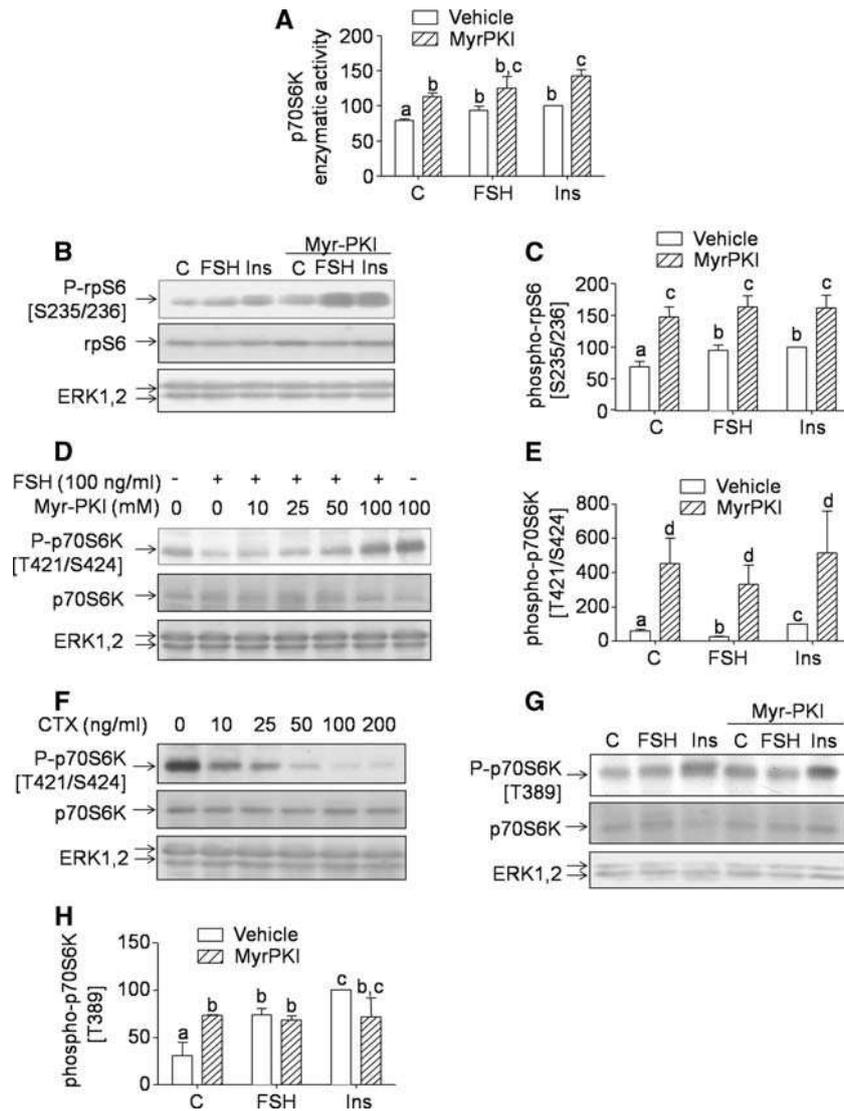 A
Vehicle
MyrPKI
p70S6K
enzymatic activity
200
150
100
50
0
a
b
b
b,c
b
c
C FSH Ins
B
Myr-PKI
C FSH Ins C FSH Ins
P-rpS6
[S235/236]
rpS6
ERK1,2
C
Vehicle
MyrPKI
phospho-rpS6
[S235/236]
200
150
100
50
0
a
c
b
c
b
c
C FSH Ins
D
FSH (100 ng/ml) - + + + + + -
Myr-PKI (mM) 0 0 10 25 50 100 100
P-p70S6K
[T421/S424]
p70S6K
ERK1,2
E
Vehicle
MyrPKI
phospho-p70S6K
[T421/S424]
800
600
400
200
0
a
d
b
d
c
d
C FSH Ins
F
CTX (ng/ml) 0 10 25 50 100 200
P-p70S6K
[T421/S424]
p70S6K
ERK1,2
G
Myr-PKI
C FSH Ins C FSH Ins
P-p70S6K
[T389]
p70S6K
ERK1,2
H
Vehicle
MyrPKI
phospho-p70S6K
[T389]
150
100
50
0
a
b
b
b
c
b,c
C FSH Ins